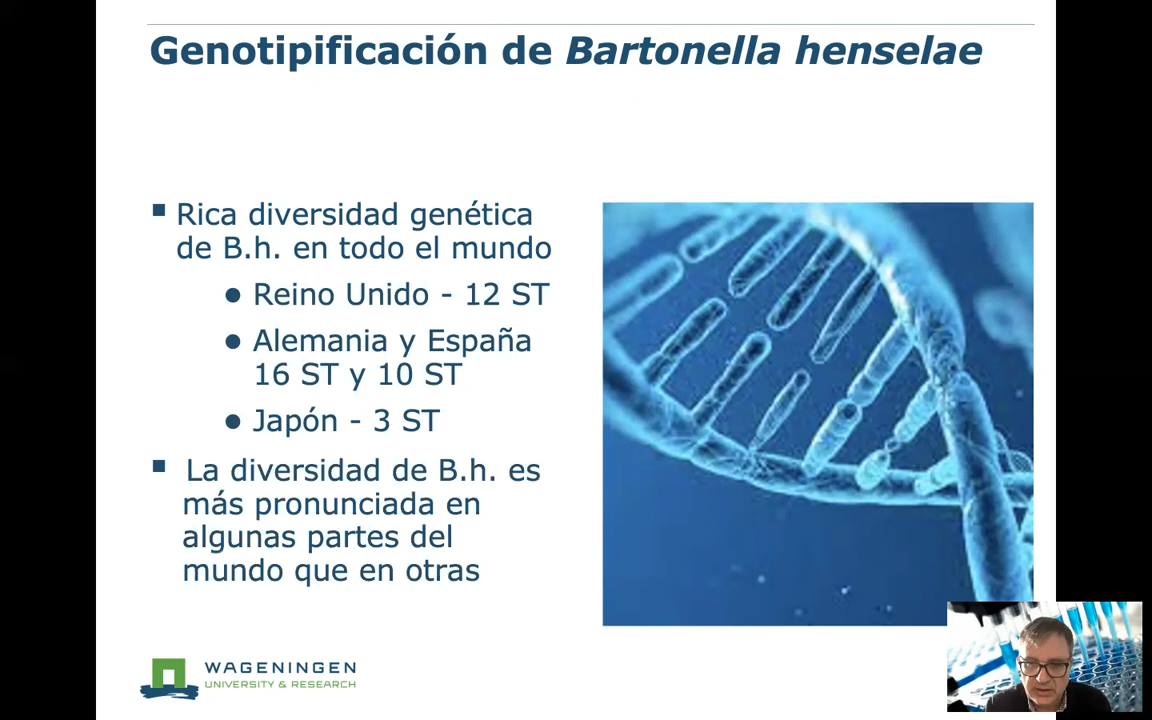 Genotipificación de Bartonella henselae
▪ Rica diversidad genética
de B.h. en todo el mundo
● Reino Unido - 12 ST
● Alemania y España
16 ST y 10 ST
● Japón - 3 ST
▪ La diversidad de B.h. es
más pronunciada en
algunas partes del
mundo que en otras
WAGENINGEN
UNIVERSITY & RESEARCH